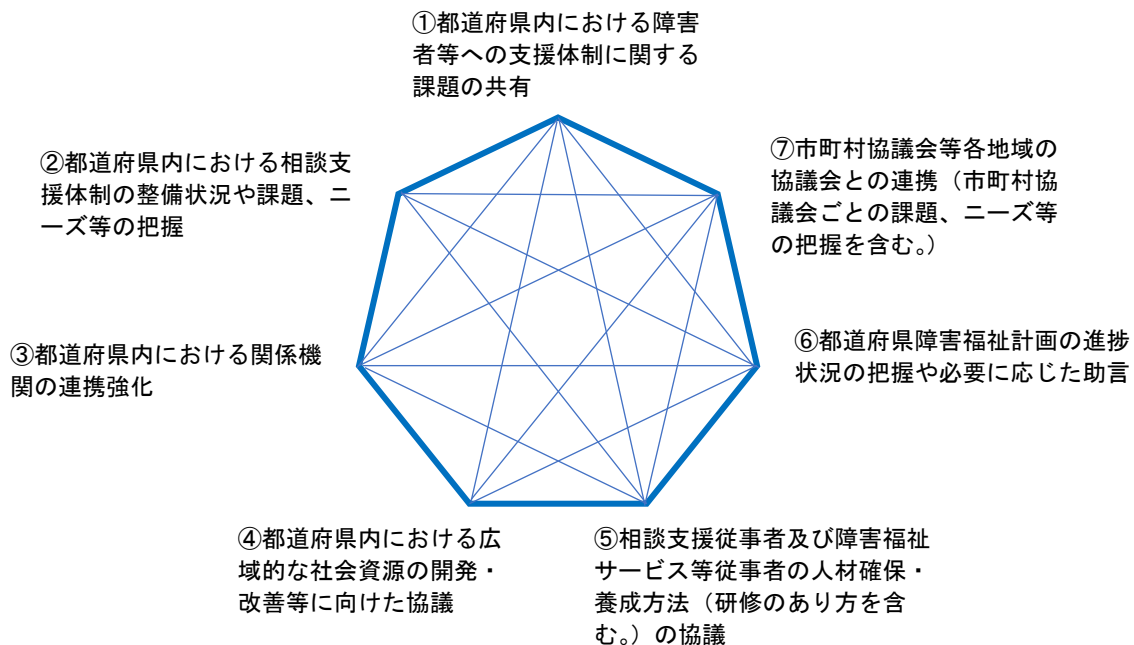 ①都道府県内における障害
者等への支援体制に関する
課題の共有
②都道府県内における相談支
援体制の整備状況や課題、ニ
ーズ等の把握
③都道府県内における関係機
関の連携強化
④都道府県内における広
域的な社会資源の開発・
改善等に向けた協議
⑤相談支援従事者及び障害福祉
サービス等従事者の人材確保・
養成方法（研修のあり方を含
む。）の協議
⑥都道府県障害福祉計画の進捗
状況の把握や必要に応じた助言
⑦市町村協議会等各地域の
協議会との連携（市町村協
議会ごとの課題、ニーズ等
の把握を含む。）